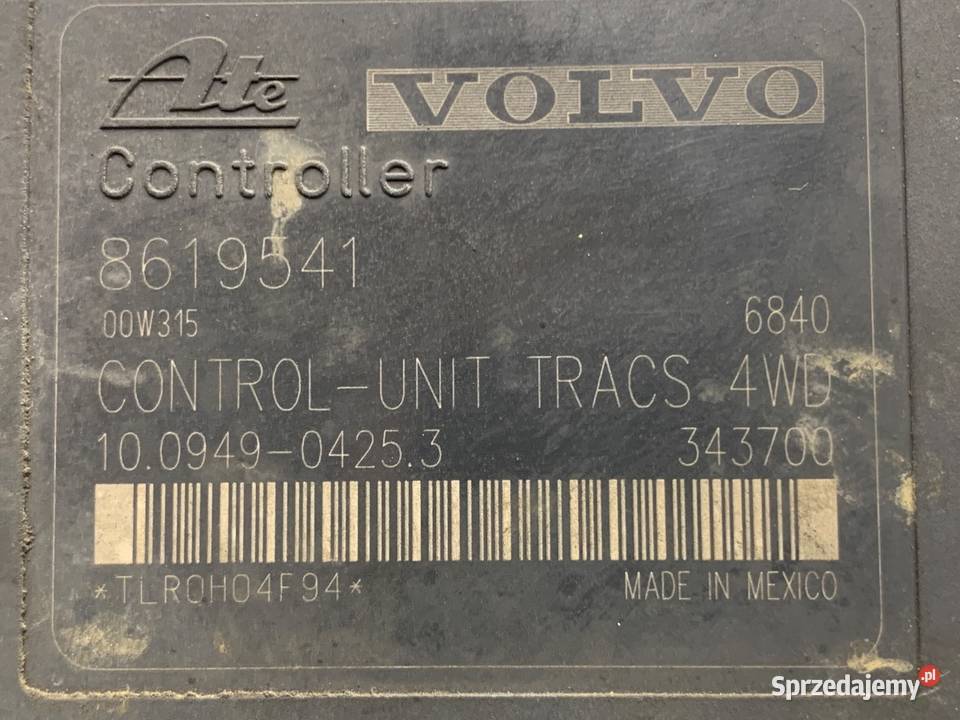 Ate VOLVO
Controller
8619541
00W315 6840
CONTROL-UNIT TRACS 4WD
10.0949-0425.3 343700
*TLR0H04F94* MADE IN MEXICO
Sprzedajemy.pl